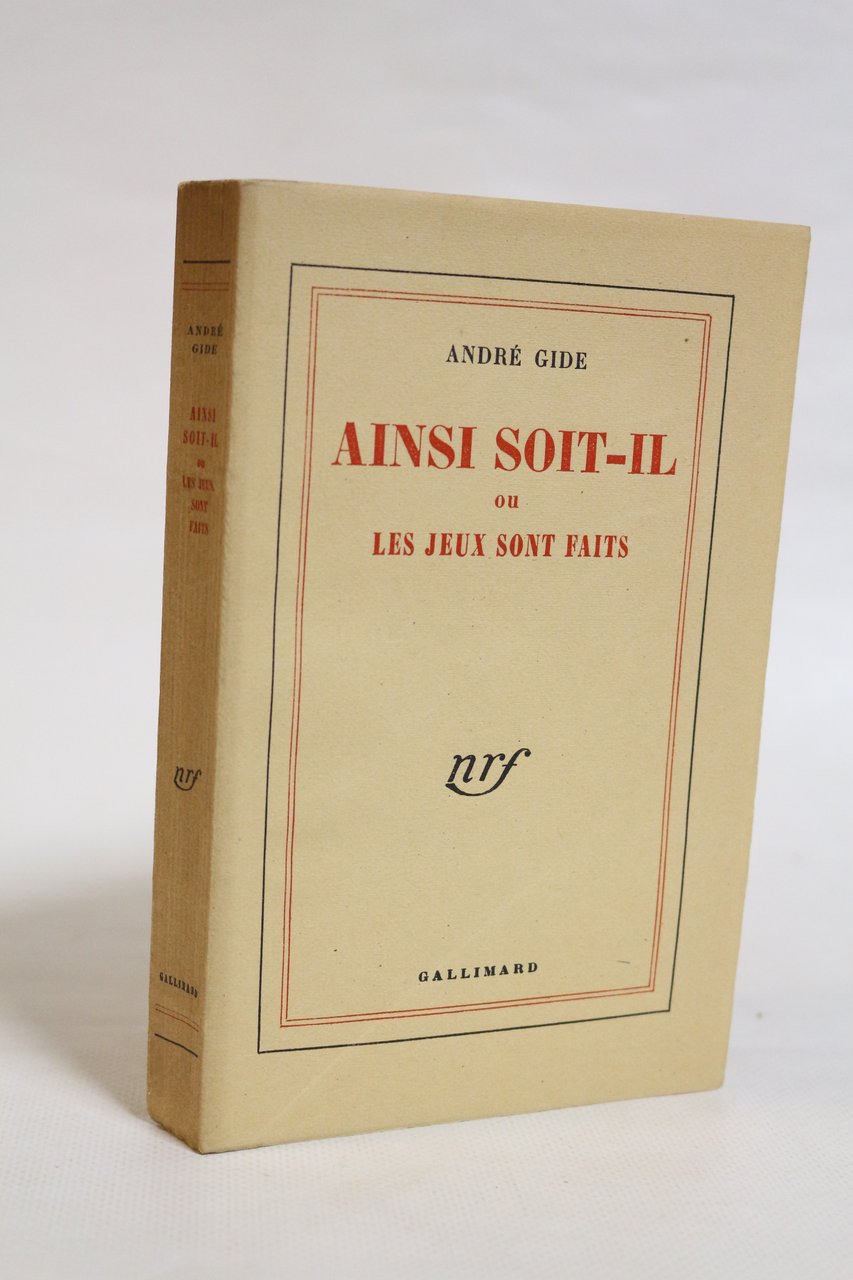 ANDRÉ
GIDE
AINSI
SOIT-IL
ou
LES JEUX
SONT
FAITS
nrf
GALLIMARD
ANDRÉ GIDE
AINSI SOIT-IL
ou
LES JEUX SONT FAITS
nrf
GALLIMARD